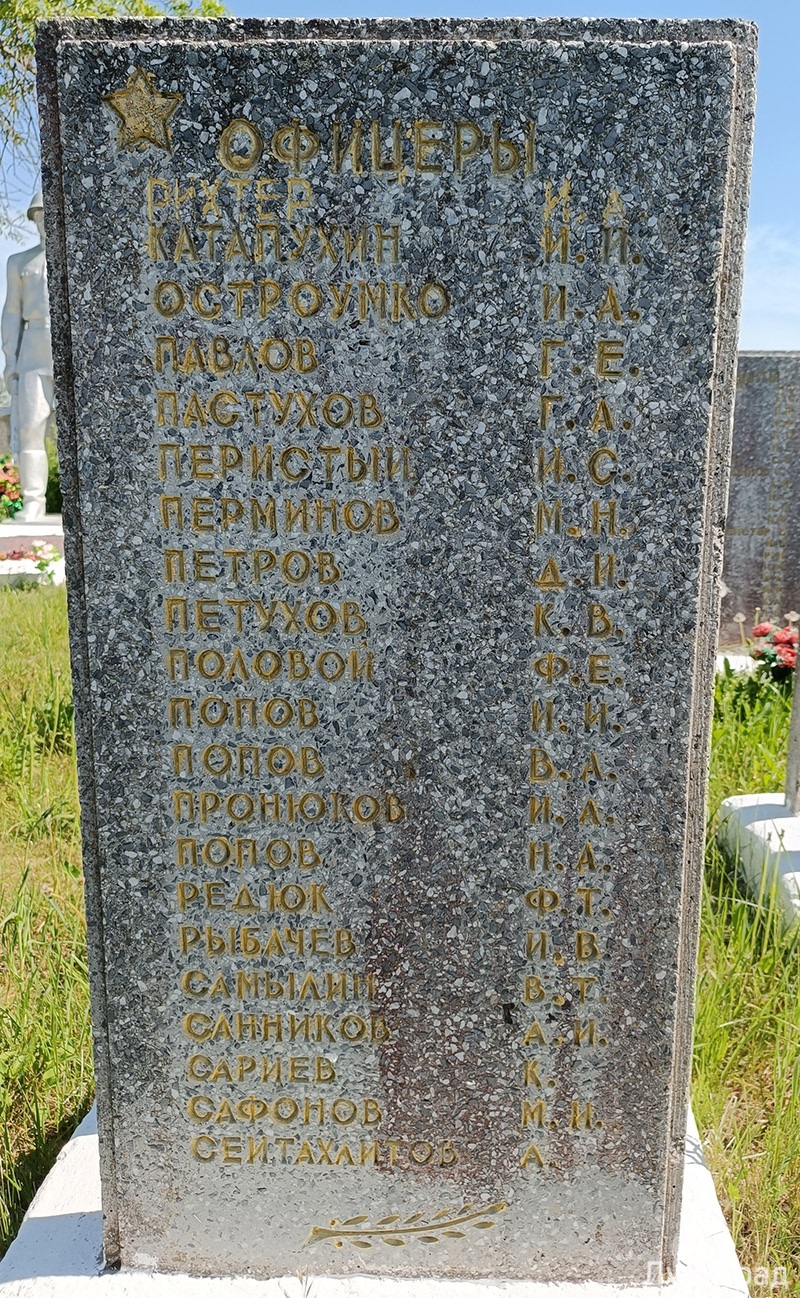 ОФИЦЕРЫ
РИХТЕР И. А.
КАТАПУХИН И. П.
ОСТРОУМКО И. А.
ПАВЛОВ Г. Е.
ПАСТУХОВ Г. А.
ПЕРИСТЫЙ И. С.
ПЕРМИНОВ М. Н.
ПЕТРОВ Д. И.
ПЕТУХОВ К. В.
ПОЛОВОЙ Ф. Е.
ПОПОВ И. И.
ПОПОВ В. А.
ПРОНЮКОВ И. А.
ПОПОВ Н. А.
РЕДЮК Ф. Т.
РЫБАЧЕВ И. В.
САМЫЛИН В. Т.
САННИКОВ А. И.
САРИЕВ К.
САФОНОВ М. И.
СЕИТАХЛИТОВ А.